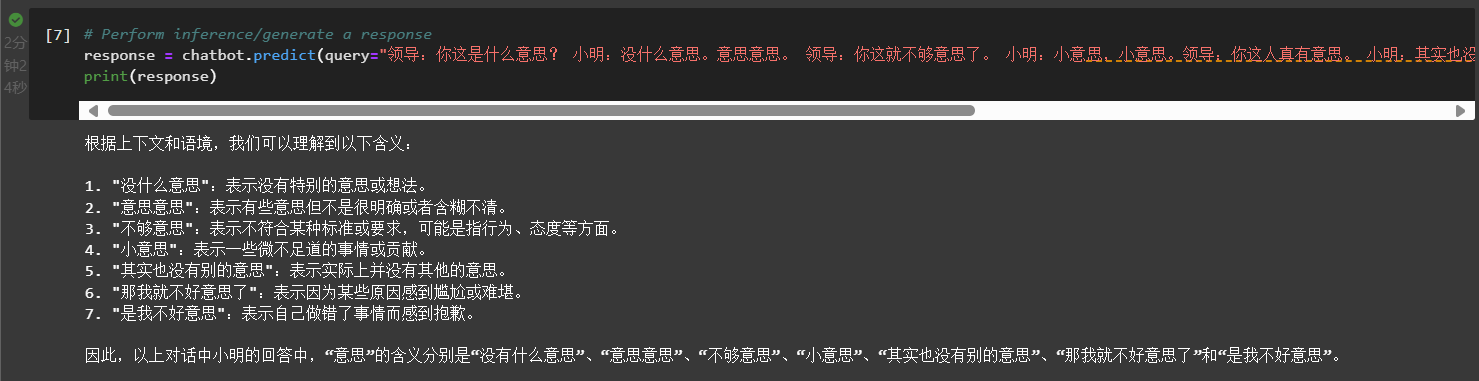 [7] # Perform inference/generate a response
2分
钟2
4秒
response = chatbot.predict(query="领导：你这是什么意思？ 小明：没什么意思。意思意思。 领导：你这就不够意思了。 小明：小意思，小意思。领导：你这人真有意思。 小明：其实也没
print(response)
根据上下文和语境，我们可以理解到以下含义：
1. "没什么意思"：表示没有特别的意思或想法。
2. "意思意思"：表示有些意思但不是很明确或者含糊不清。
3. "不够意思"：表示不符合某种标准或要求，可能是指行为、态度等方面。
4. "小意思"：表示一些微不足道的事情或贡献。
5. "其实也没有别的意思"：表示实际上并没有其他的意思。
6. "那我就不好意思了"：表示因为某些原因感到尴尬或难堪。
7. "是我不好意思"：表示自己做错了事情而感到抱歉。
因此，以上对话中小明的回答中，“意思”的含义分别是“没有什么意思”、“意思意思”、“不够意思”、“小意思”、“其实也没有别的意思”、“那我就不好意思了”和“是我不好意思”。